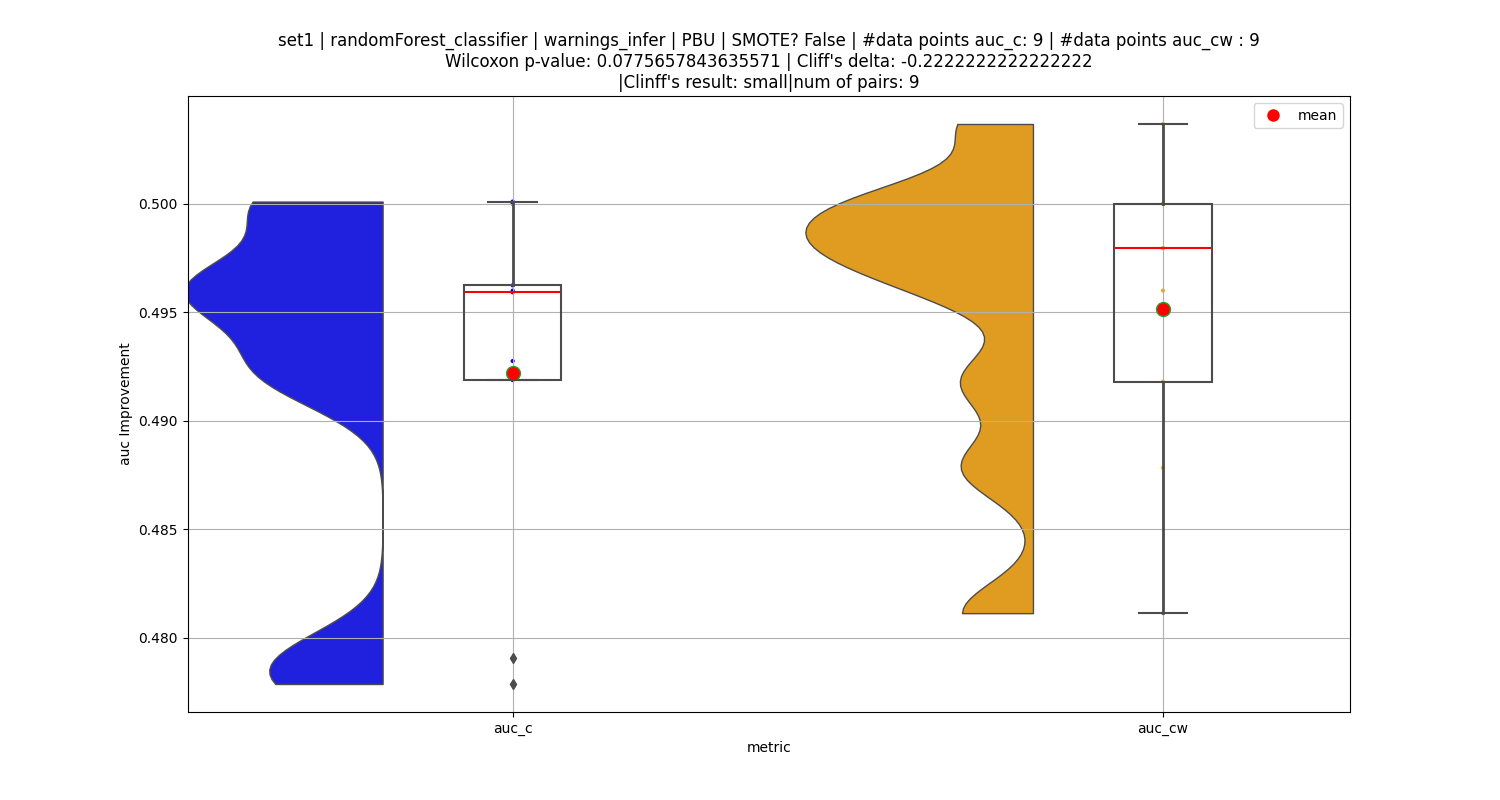 set1 | randomForest_classifier | warnings_infer | PBU | SMOTE? False | #data points auc_c: 9 | #data points auc_cw : 9
Wilcoxon p-value: 0.0775657843635571 | Cliff's delta: -0.2222222222222222
|Clinff's result: small|num of pairs: 9
mean
0.500
0.495
0.490
0.485
0.480
auc Improvement
auc_c
auc_cw
metric